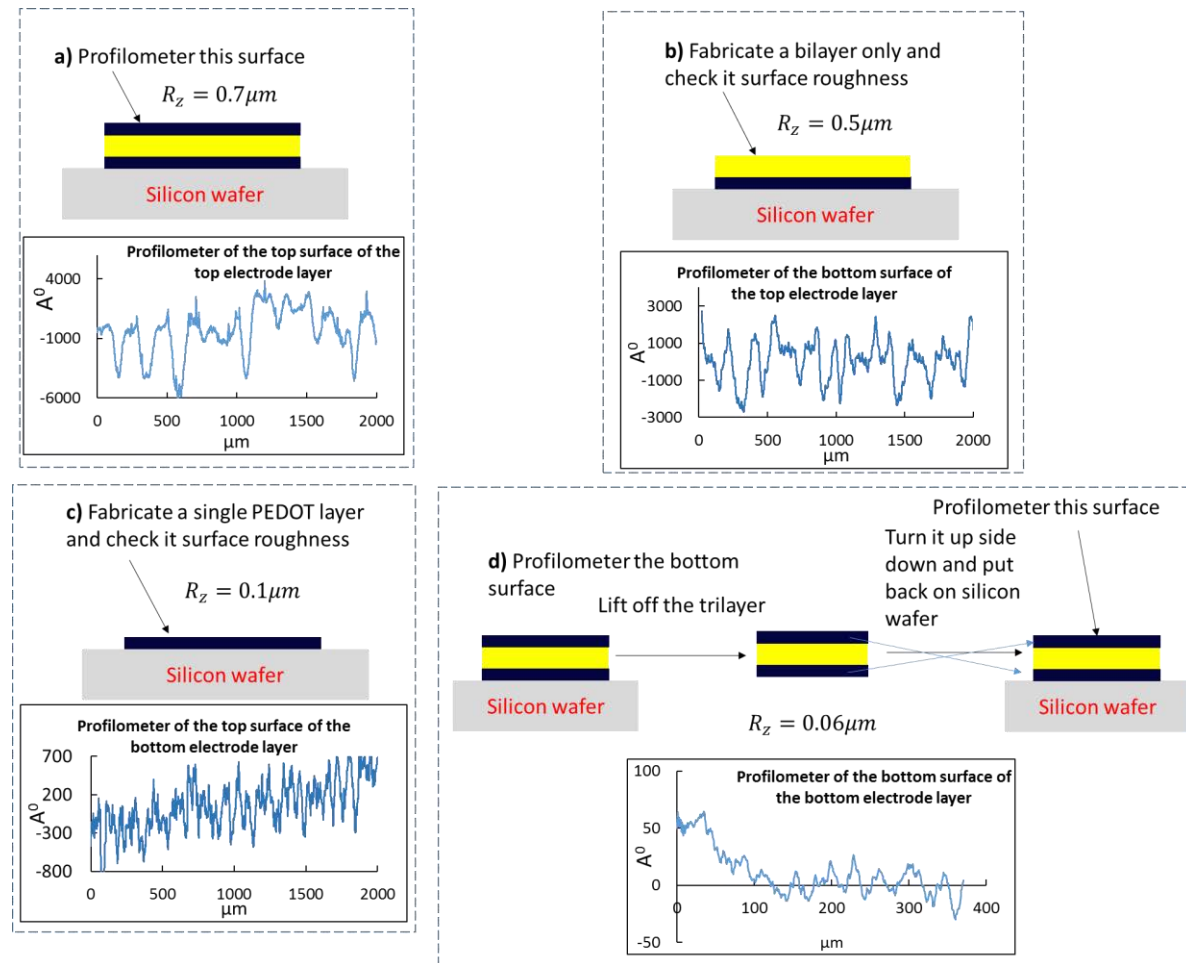 a) Profilometer this surface
R_z = 0.7μm
Silicon wafer
Profilometer of the top surface of the
top electrode layer
A⁰
4000
-1000
-6000
0
500
1000
1500
2000
μm
b) Fabricate a bilayer only and
check it surface roughness
R_z = 0.5μm
Silicon wafer
Profilometer of the bottom surface of
the top electrode layer
A⁰
3000
1000
-1000
-3000
0
500
1000
1500
2000
μm
c) Fabricate a single PEDOT layer
and check it surface roughness
R_z = 0.1μm
Silicon wafer
Profilometer of the top surface of the
bottom electrode layer
A⁰
700
200
-300
-800
0
500
1000
1500
2000
μm
d) Profilometer the bottom
surface
Lift off the trilayer
Profilometer this surface
Turn it up side
down and put
back on silicon
wafer
Silicon wafer
R_z = 0.06μm
Silicon wafer
Profilometer of the bottom surface of
the bottom electrode layer
A⁰
100
50
0
-50
0
100
200
300
400
μm